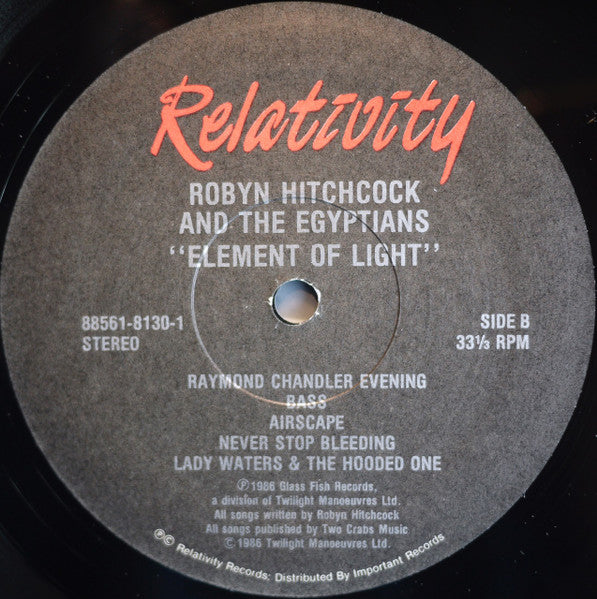 Relativity
ROBYN HITCHCOCK
AND THE EGYPTIANS
"ELEMENT OF LIGHT"
88561-8130-1
STEREO
SIDE B
33⅓ RPM
RAYMOND CHANDLER EVENING
BASS
AIRSCAPE
NEVER STOP BLEEDING
LADY WATERS & THE HOODED ONE
Ⓟ1986 Glass Fish Records,
a division of Twilight Manoeuvres Ltd.
All songs written by Robyn Hitchcock
All songs published by Two Crabs Music
©1986 Twilight Manoeuvres Ltd.
Ⓟ© Relativity Records; Distributed By Important Records